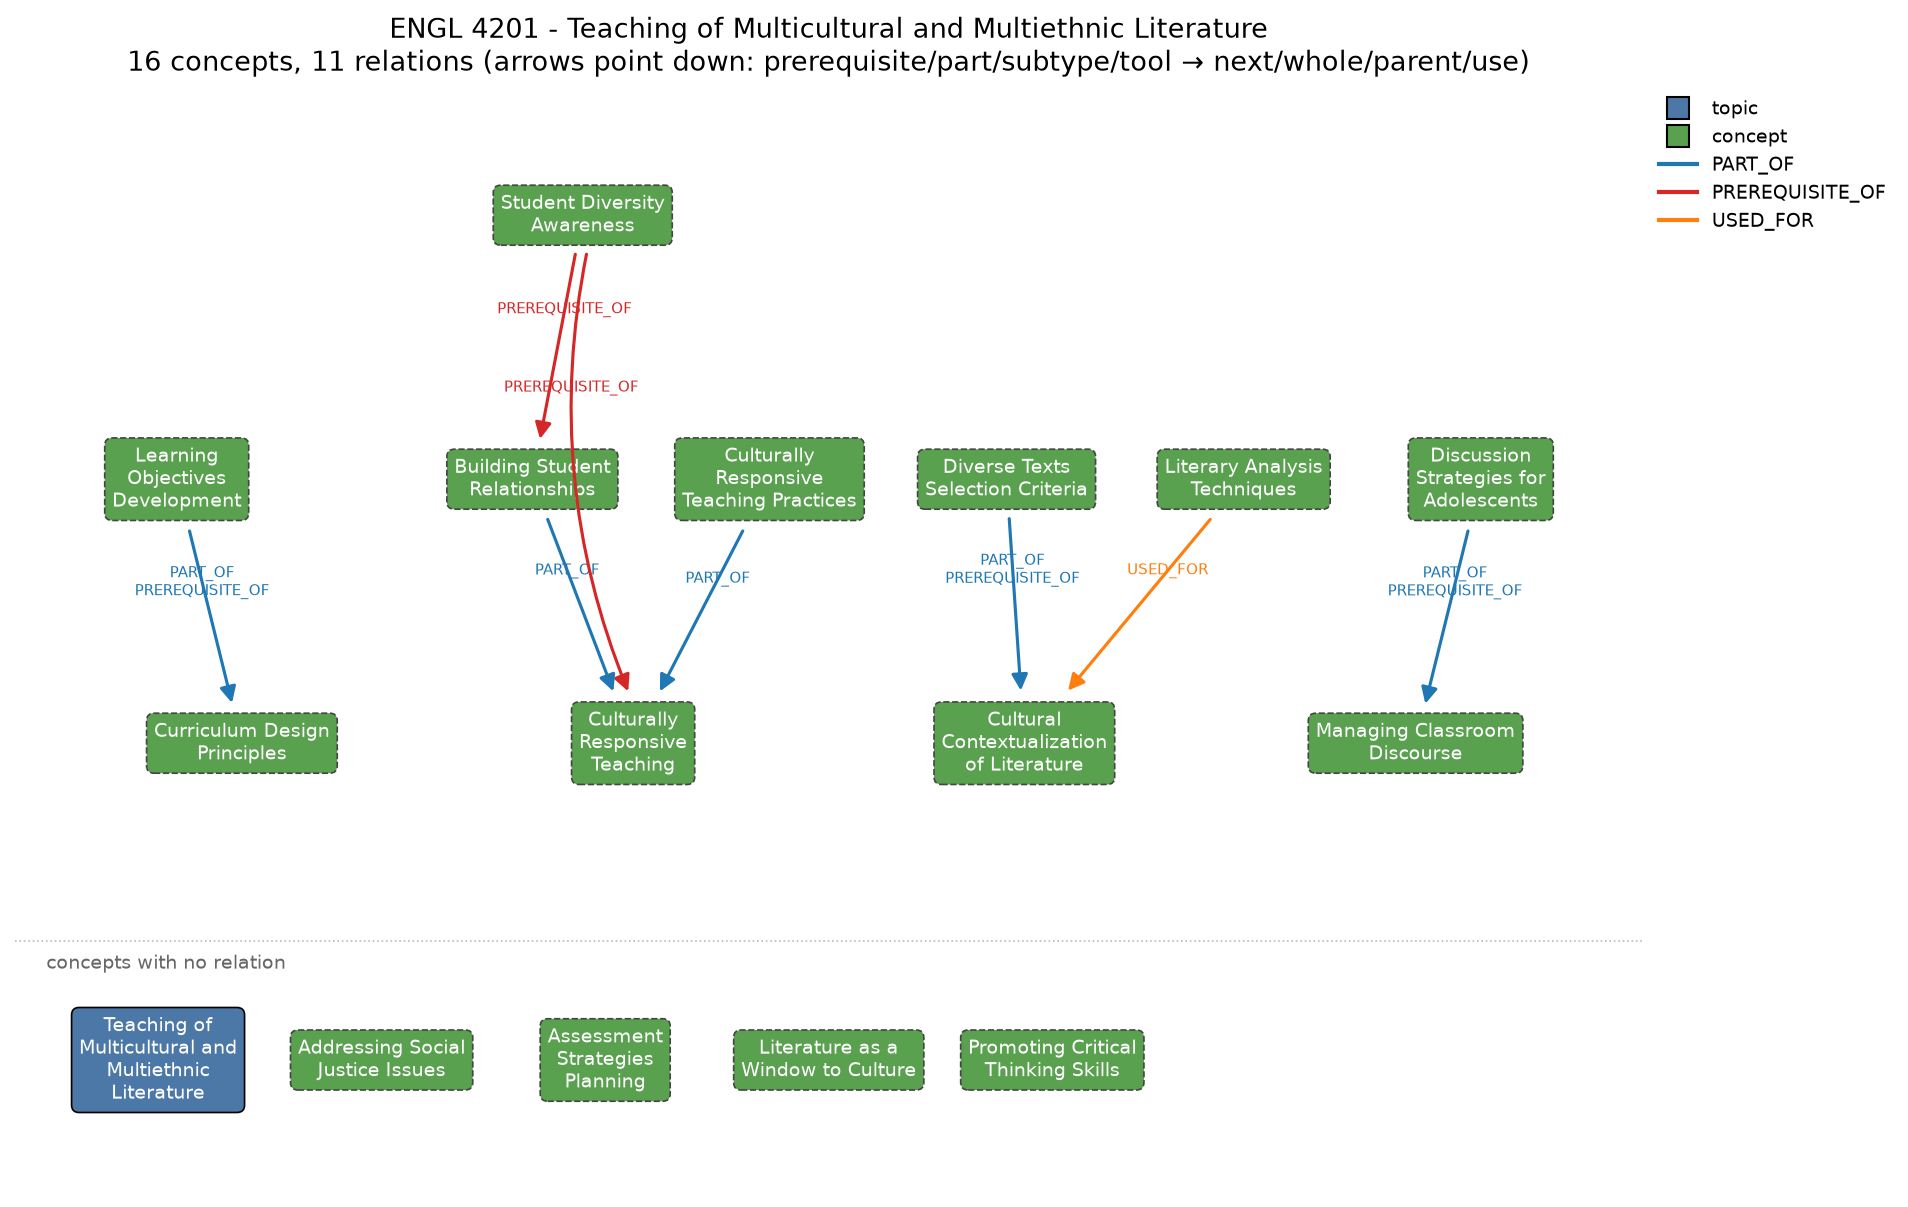 ENGL 4201 - Teaching of Multicultural and Multiethnic Literature
16 concepts, 11 relations (arrows point down: prerequisite/part/subtype/tool → next/whole/parent/use)
topic
concept
PART_OF
PREREQUISITE_OF
USED_FOR
Student Diversity
Awareness
PREREQUISITE_OF
PREREQUISITE_OF
Learning
Objectives
Development
Building Student
Relationships
Culturally
Responsive
Teaching Practices
Diverse Texts
Selection Criteria
Literary Analysis
Techniques
Discussion
Strategies for
Adolescents
PART_OF
PREREQUISITE_OF
PART_OF
PART_OF
PART_OF
PREREQUISITE_OF
USED_FOR
PART_OF
PREREQUISITE_OF
Curriculum Design
Principles
Culturally
Responsive
Teaching
Cultural
Contextualization
of Literature
Managing Classroom
Discourse
concepts with no relation
Teaching of
Multicultural and
Multiethnic
Literature
Addressing Social
Justice Issues
Assessment
Strategies
Planning
Literature as a
Window to Culture
Promoting Critical
Thinking Skills